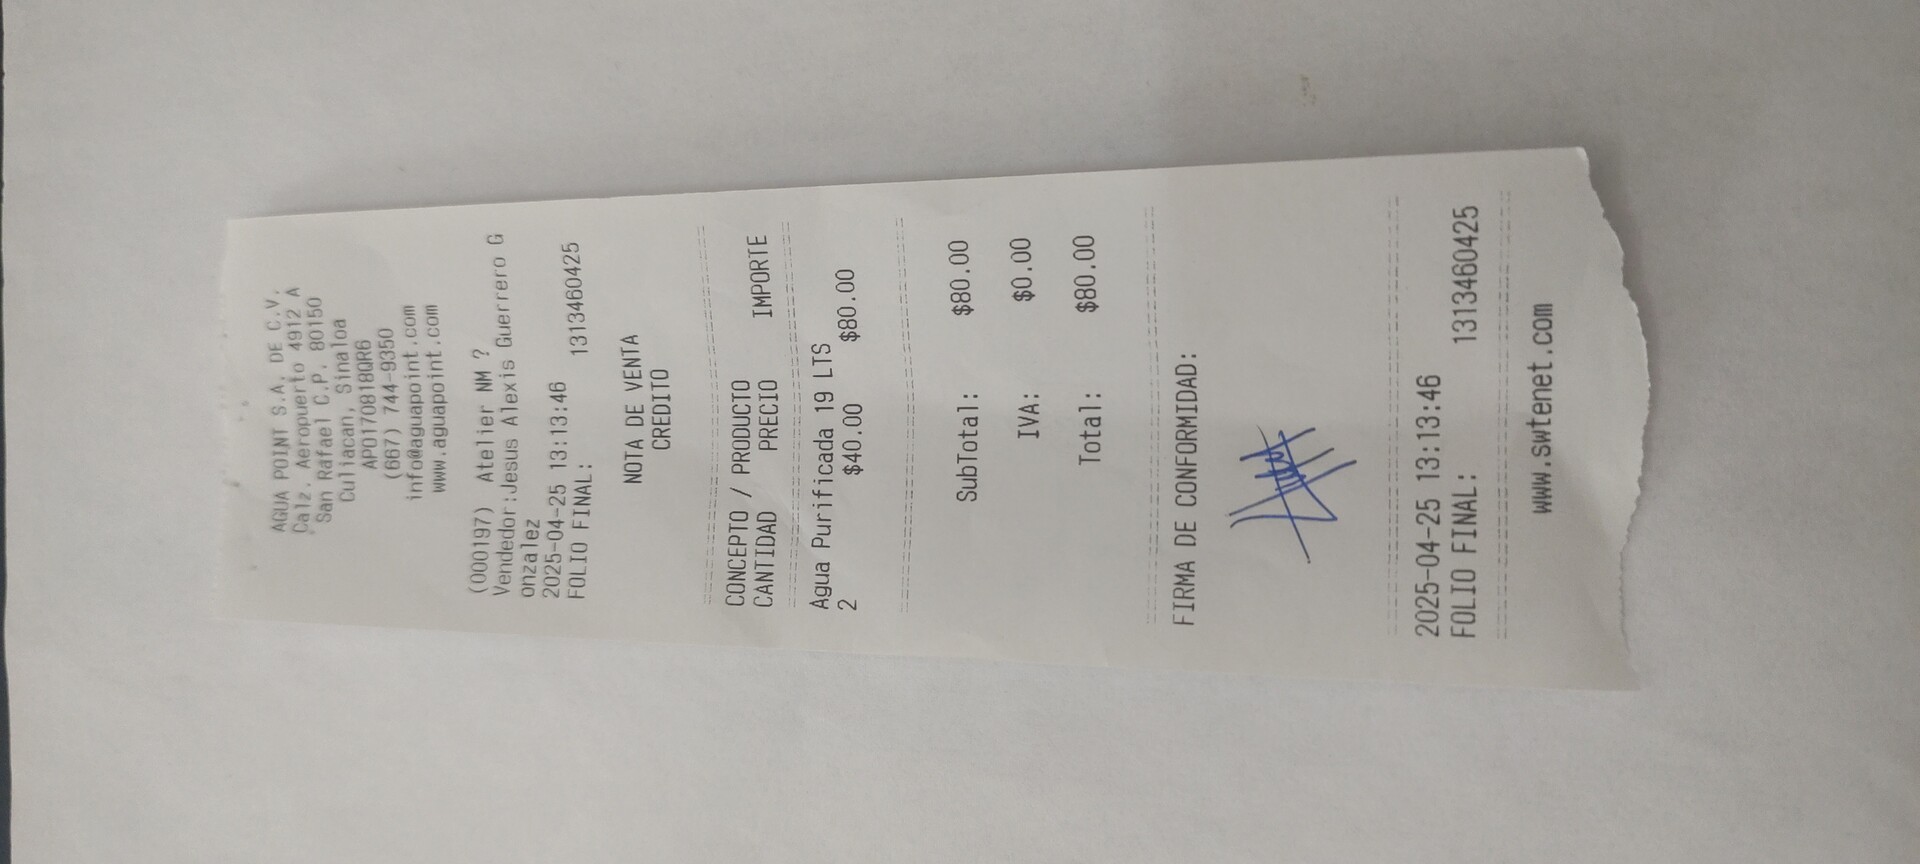 AGUA POINT S.A. DE C.V.
Calz. Aeropuerto 4912 A
San Rafael C.P. 80150
Culiacan, Sinaloa
APO170818QR6
(667) 744-9350
info@aguapoint.com
www.aguapoint.com
(000197) Atelier NM ?
Vendedor:Jesus Alexis Guerrero G
onzalez
2025-04-25 13:13:46
FOLIO FINAL: 1313460425
NOTA DE VENTA
CREDITO
CONCEPTO / PRODUCTO
CANTIDAD PRECIO IMPORTE
Agua Purificada 19 LTS
2 $40.00 $80.00
SubTotal: $80.00
IVA: $0.00
Total: $80.00
FIRMA DE CONFORMIDAD:
2025-04-25 13:13:46
FOLIO FINAL: 1313460425
www.swtenet.com